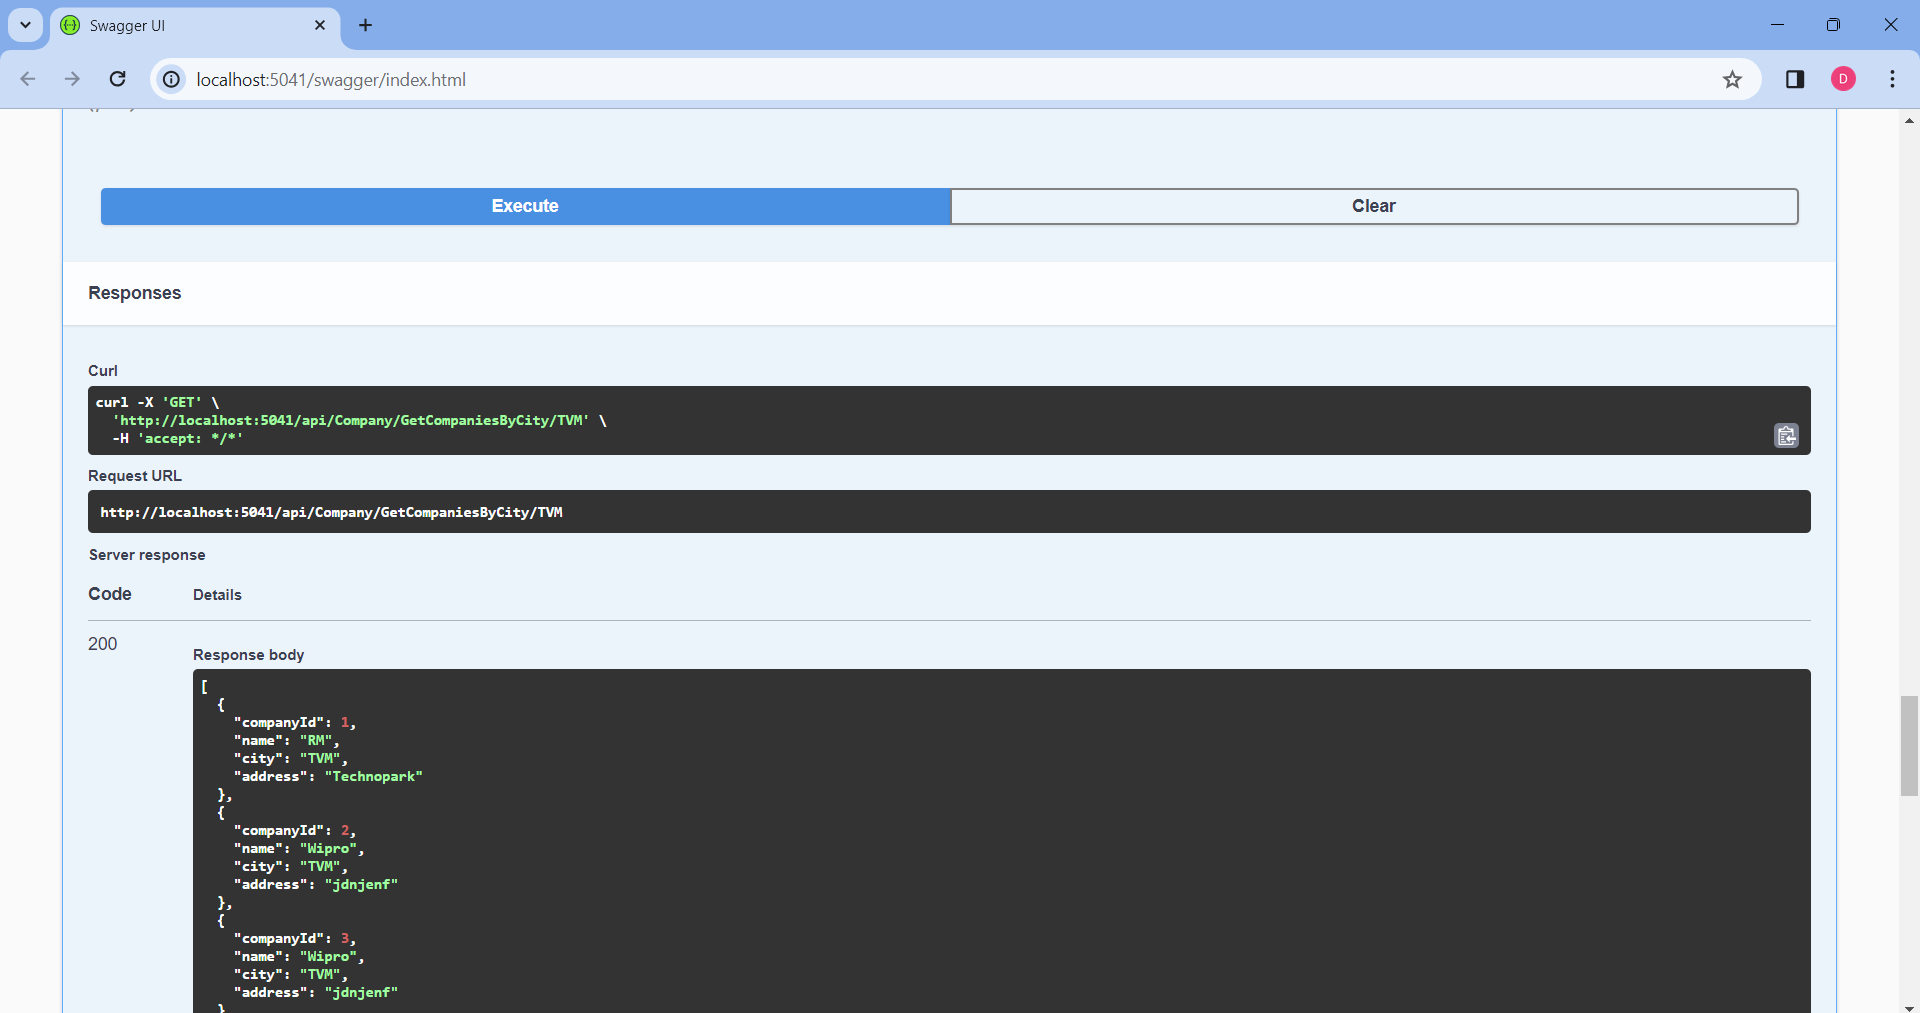 Swagger UI
localhost:5041/swagger/index.html
D
Execute
Clear
Responses
Curl
curl -X 'GET' \
'http://localhost:5041/api/Company/GetCompaniesByCity/TVM' \
-H 'accept: */*'
Request URL
http://localhost:5041/api/Company/GetCompaniesByCity/TVM
Server response
Code Details
200
Response body
[
{
"companyId": 1,
"name": "RM",
"city": "TVM",
"address": "Technopark"
},
{
"companyId": 2,
"name": "Wipro",
"city": "TVM",
"address": "jdnjenf"
},
{
"companyId": 3,
"name": "Wipro",
"city": "TVM",
"address": "jdnjenf"
}